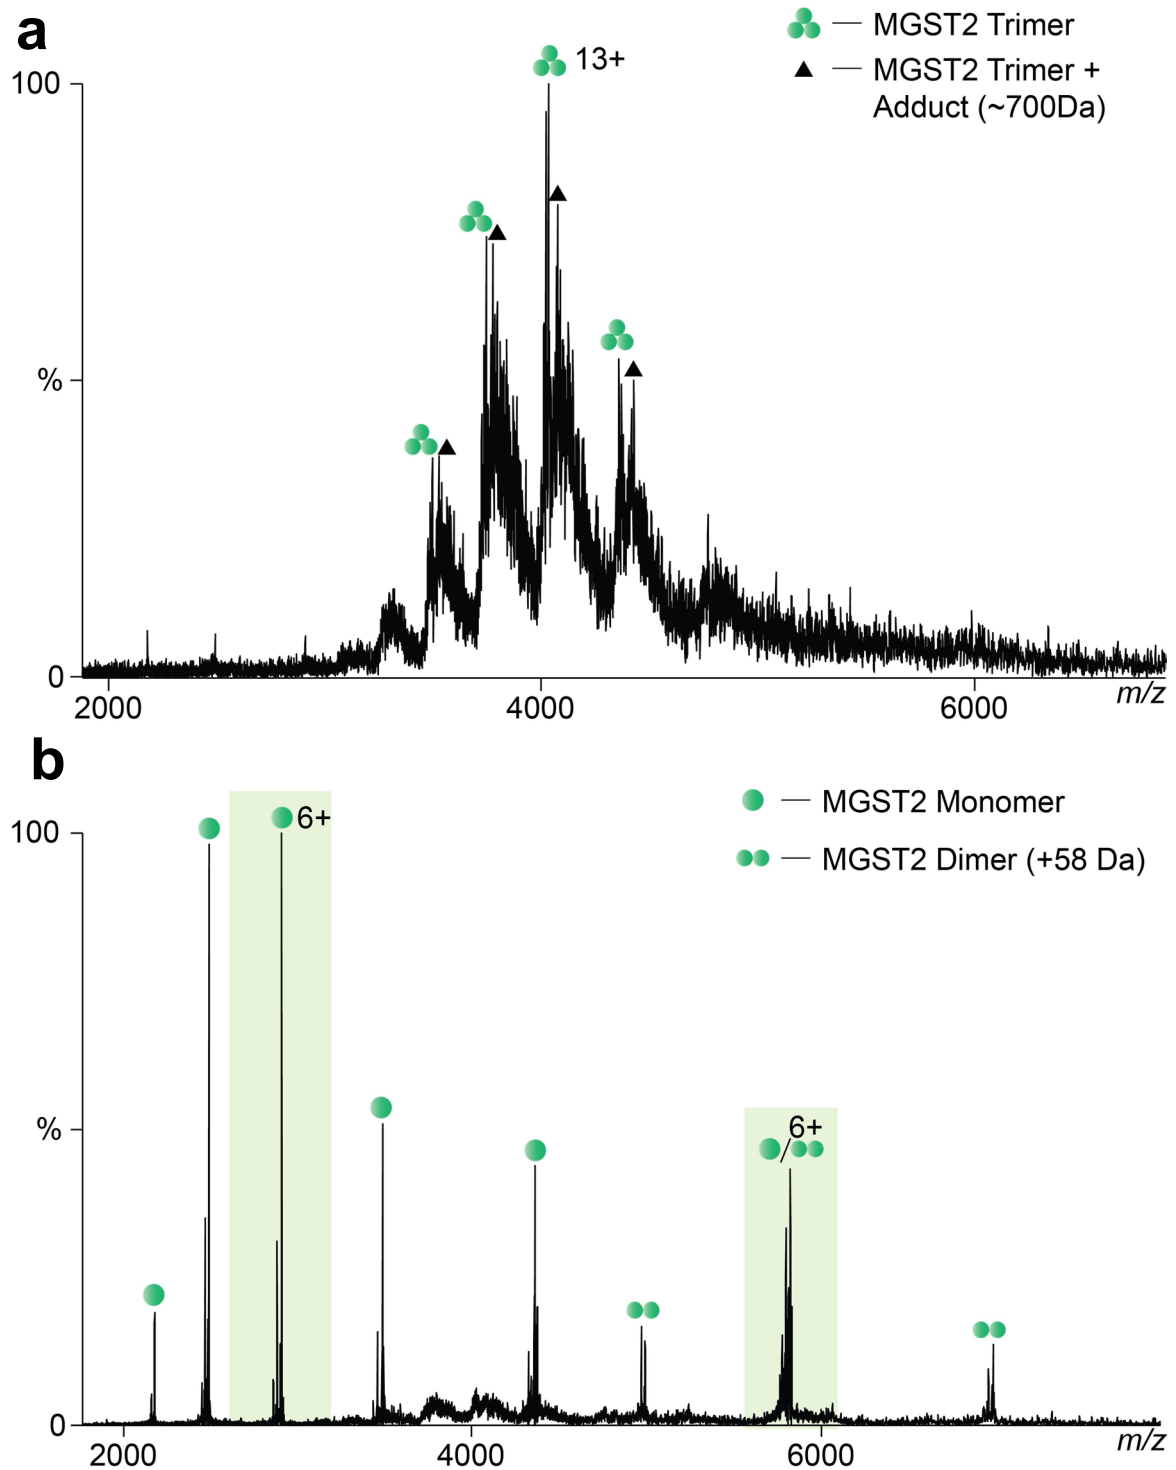 a
MGST2 Trimer
MGST2 Trimer +
Adduct (~700Da)
13+
100
%
0
2000
4000
6000
m/z
b
MGST2 Monomer
MGST2 Dimer (+58 Da)
6+
6+
/
100
%
0
2000
4000
6000
m/z